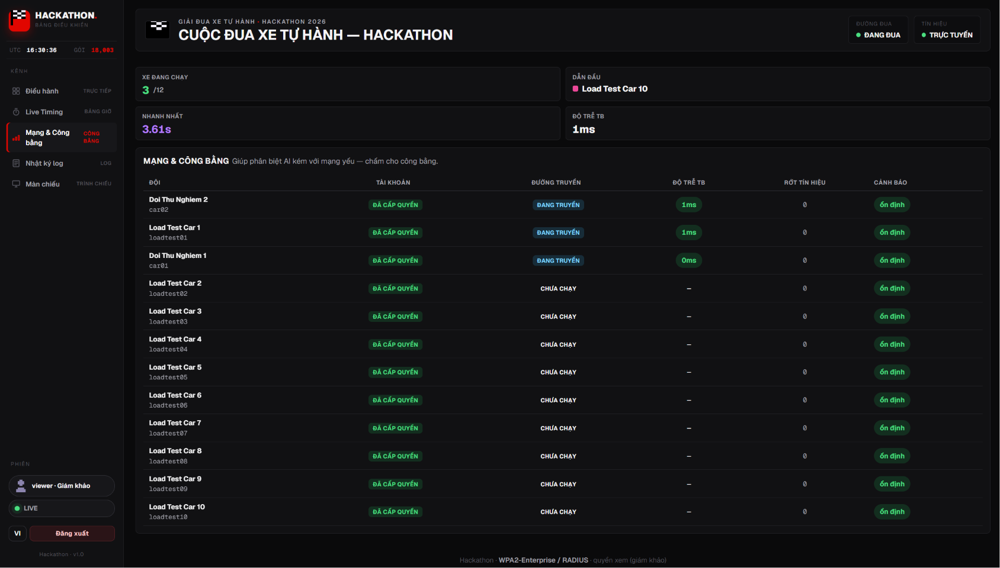 HACKATHON.
BẢNG ĐIỀU KHIỂN
UTC 16:30:36 GÓI 18,003
KÊNH
Điều hành TRỰC TIẾP
Live Timing BẢNG GIỜ
Mạng & Công bằng CÔNG BẰNG
Nhật ký log LOG
Màn chiếu TRÌNH CHIẾU
PHIÊN
viewer · Giám khảo
LIVE
VI Đăng xuất
Hackathon · v1.0
GIẢI ĐUA XE TỰ HÀNH · HACKATHON 2026
CUỘC ĐUA XE TỰ HÀNH — HACKATHON
ĐƯỜNG ĐUA
ĐANG ĐUA
TÍN HIỆU
TRỰC TUYẾN
XE ĐANG CHẠY
3 /12
DẪN ĐẦU
Load Test Car 10
NHANH NHẤT
3.61s
ĐỘ TRỄ TB
1ms
MẠNG & CÔNG BẰNG Giúp phân biệt AI kém với mạng yếu — chấm cho công bằng.
ĐỘI TÀI KHOẢN ĐƯỜNG TRUYỀN ĐỘ TRỄ TB RỚT TÍN HIỆU CẢNH BÁO
Doi Thu Nghiem 2
car02 ĐÃ CẤP QUYỀN ĐANG TRUYỀN 1ms 0 ổn định
Load Test Car 1
loadtest01 ĐÃ CẤP QUYỀN ĐANG TRUYỀN 1ms 0 ổn định
Doi Thu Nghiem 1
car01 ĐÃ CẤP QUYỀN ĐANG TRUYỀN 0ms 0 ổn định
Load Test Car 2
loadtest02 ĐÃ CẤP QUYỀN CHƯA CHẠY – 0 ổn định
Load Test Car 3
loadtest03 ĐÃ CẤP QUYỀN CHƯA CHẠY – 0 ổn định
Load Test Car 4
loadtest04 ĐÃ CẤP QUYỀN CHƯA CHẠY – 0 ổn định
Load Test Car 5
loadtest05 ĐÃ CẤP QUYỀN CHƯA CHẠY – 0 ổn định
Load Test Car 6
loadtest06 ĐÃ CẤP QUYỀN CHƯA CHẠY – 0 ổn định
Load Test Car 7
loadtest07 ĐÃ CẤP QUYỀN CHƯA CHẠY – 0 ổn định
Load Test Car 8
loadtest08 ĐÃ CẤP QUYỀN CHƯA CHẠY – 0 ổn định
Load Test Car 9
loadtest09 ĐÃ CẤP QUYỀN CHƯA CHẠY – 0 ổn định
Load Test Car 10
loadtest10 ĐÃ CẤP QUYỀN CHƯA CHẠY – 0 ổn định
Hackathon · WPA2-Enterprise / RADIUS · quyền xem (giám khảo)